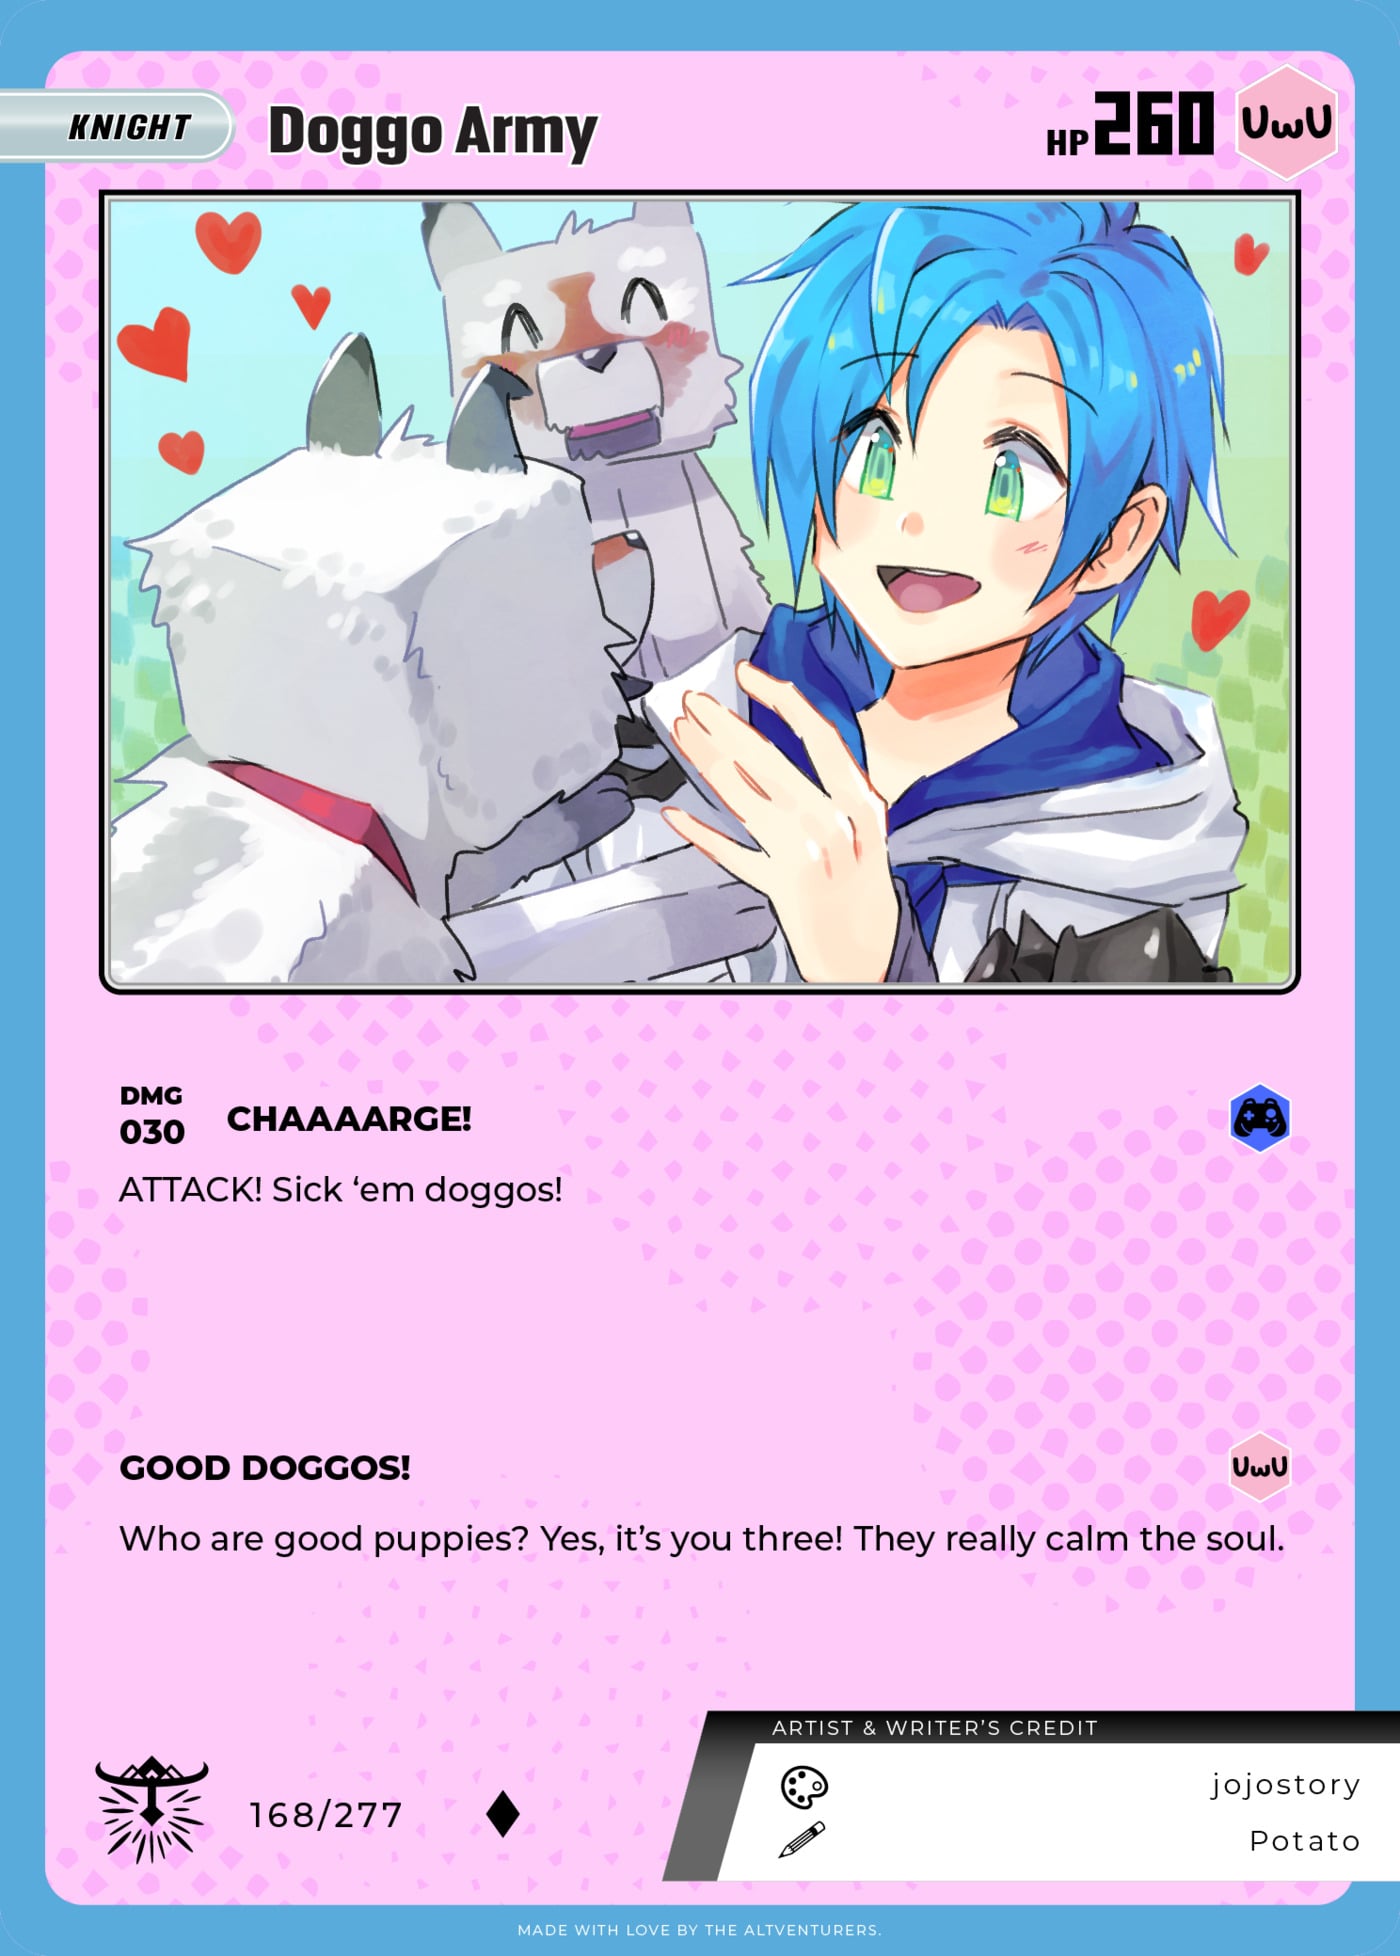 KNIGHT
Doggo Army
HP 260
UwU
DMG
030
CHAAAARGE!
ATTACK! Sick ‘em doggos!
GOOD DOGGOS!
UwU
Who are good puppies? Yes, it’s you three! They really calm the soul.
ARTIST & WRITER’S CREDIT
jojostory
168/277
Potato
MADE WITH LOVE BY THE ALTVENTURERS.